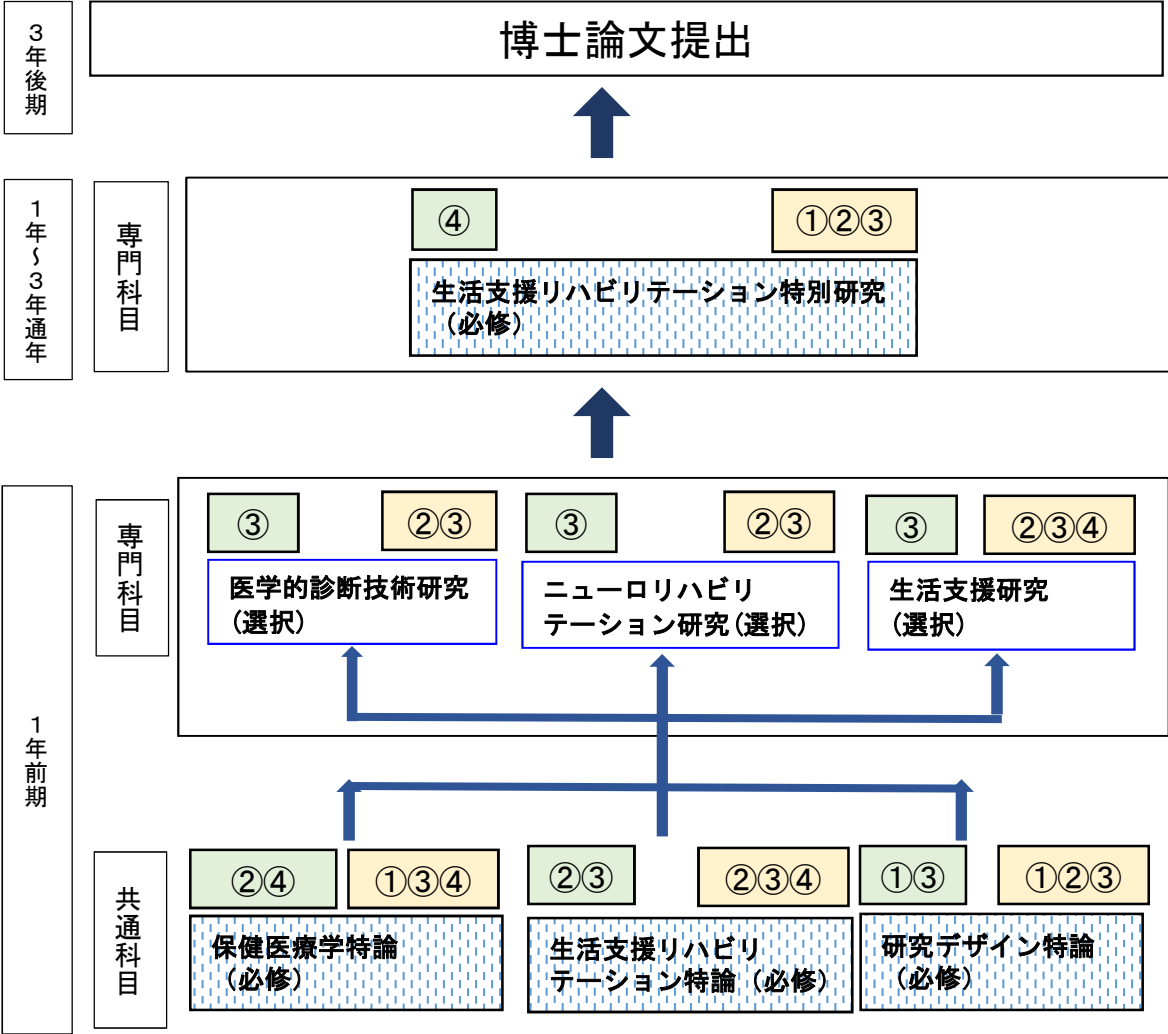 3年後期
博士論文提出
1年~3年通年
専門科目
④
①②③
生活支援リハビリテーション特別研究
(必修)
1年前期
専門科目
③
②③
③
②③
③
②③④
医学的診断技術研究
(選択)
ニューロリハビリ
テーション研究(選択)
生活支援研究
(選択)
共通科目
②④
①③④
②③
②③④
①③
①②③
保健医療学特論
(必修)
生活支援リハビリ
テーション特論(必修)
研究デザイン特論
(必修)